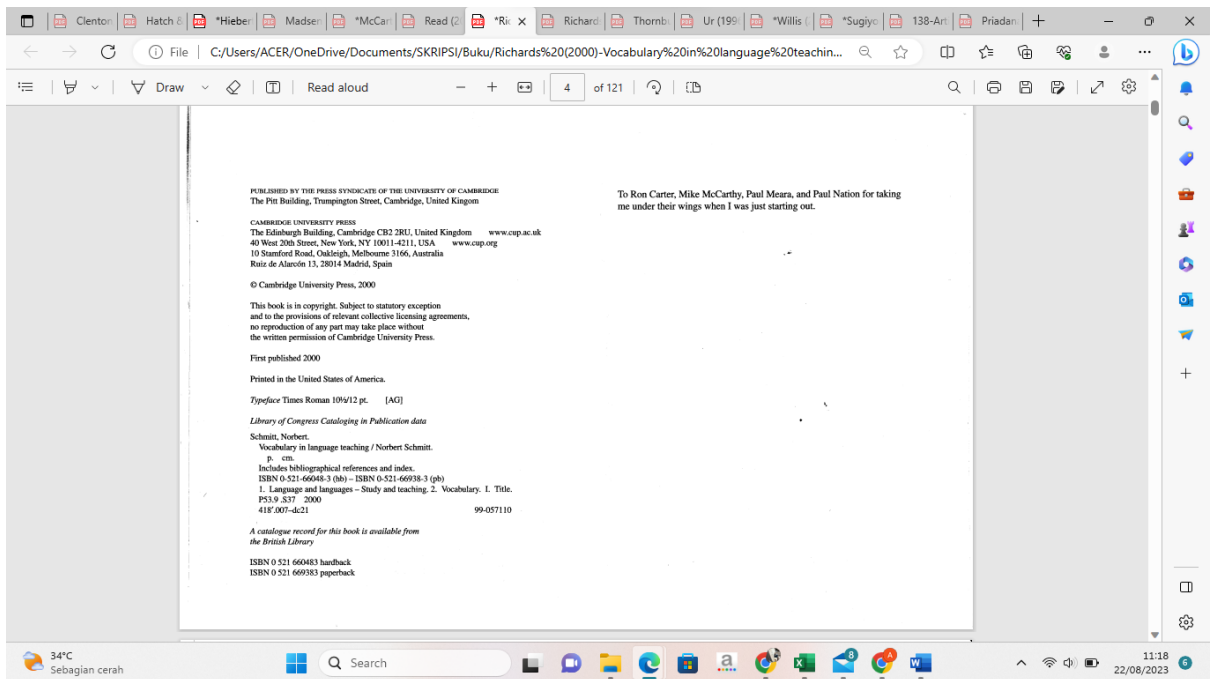 Clenton
Hatch &
*Hieber
Madsen
*McCart
Read (2
*Ric
Richard
Thornbu
Ur (199
*Willis (
*Sugiyo
138-Art
Priadan
File
C:/Users/ACER/OneDrive/Documents/SKRIPSI/Buku/Richards%20(2000)-Vocabulary%20in%20language%20teachin...
Draw
Read aloud
4
of 121
PUBLISHED BY THE PRESS SYNDICATE OF THE UNIVERSITY OF CAMBRIDGE
The Pitt Building, Trumpington Street, Cambridge, United Kingom
CAMBRIDGE UNIVERSITY PRESS
The Edinburgh Building, Cambridge CB2 2RU, United Kingdom www.cup.ac.uk
40 West 20th Street, New York, NY 10011-4211, USA www.cup.org
10 Stamford Road, Oakleigh, Melbourne 3166, Australia
Ruiz de Alarcón 13, 28014 Madrid, Spain
© Cambridge University Press, 2000
This book is in copyright. Subject to statutory exception
and to the provisions of relevant collective licensing agreements,
no reproduction of any part may take place without
the written permission of Cambridge University Press.
First published 2000
Printed in the United States of America.
Typeface Times Roman 10½/12 pt. [AG]
Library of Congress Cataloging in Publication data
Schmitt, Norbert.
Vocabulary in language teaching / Norbert Schmitt.
p. cm.
Includes bibliographical references and index.
ISBN 0-521-66048-3 (hb) – ISBN 0-521-66938-3 (pb)
1. Language and languages – Study and teaching. 2. Vocabulary. I. Title.
P53.9 .S37 2000
418'.007–dc21 99-057110
A catalogue record for this book is available from
the British Library
ISBN 0 521 660483 hardback
ISBN 0 521 669383 paperback
To Ron Carter, Mike McCarthy, Paul Meara, and Paul Nation for taking
me under their wings when I was just starting out.
34°C
Sebagian cerah
Search
8
11:18
22/08/2023
6